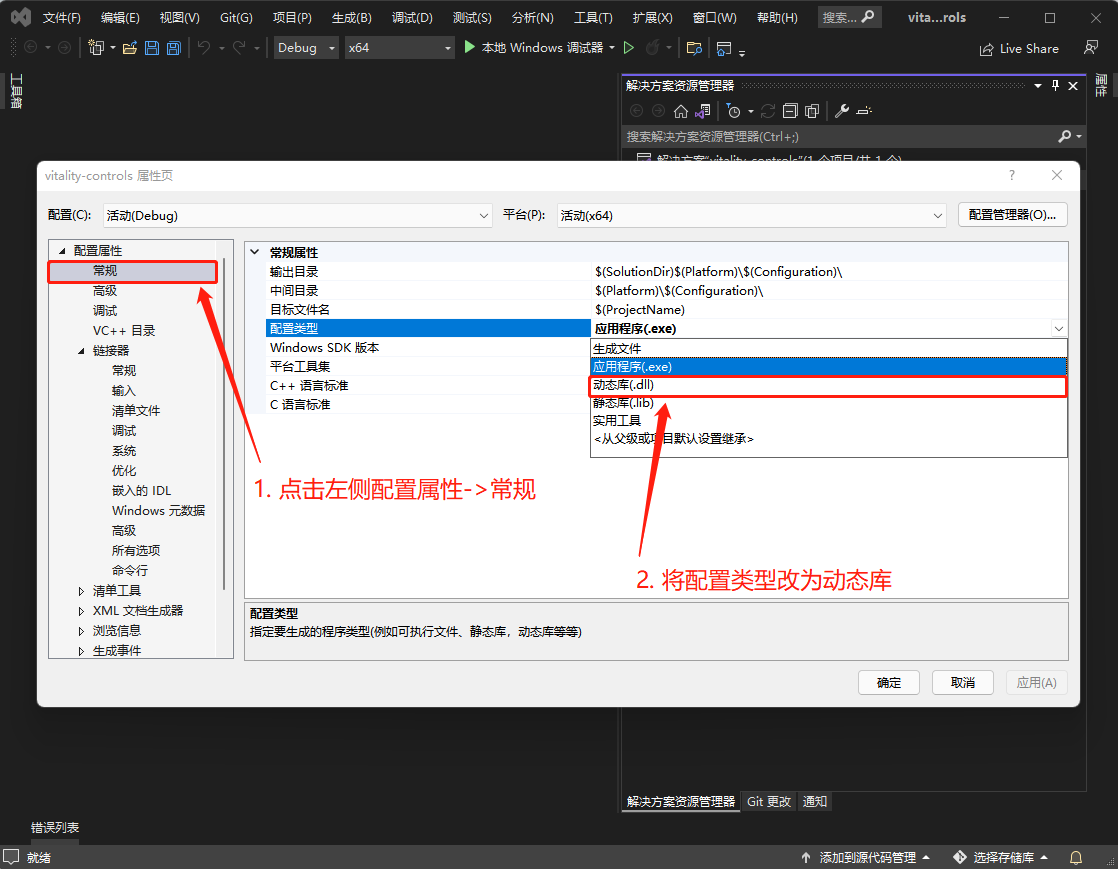 文件(F) 编辑(E) 视图(V) Git(G) 项目(P) 生成(B) 调试(D) 测试(S) 分析(N) 工具(T) 扩展(X) 窗口(W) 帮助(H) 搜索... vita...rols
Debug x64 本地 Windows 调试器 Live Share
工具箱
解决方案资源管理器
属性
搜索解决方案资源管理器(Ctrl+;)
解决方案"vitality-controls"(1 个项目/共 1 个)
vitality-controls 属性页
配置(C): 活动(Debug) 平台(P): 活动(x64) 配置管理器(O)...
配置属性
常规
高级
调试
VC++ 目录
链接器
常规
输入
清单文件
调试
系统
优化
嵌入的 IDL
Windows 元数据
高级
所有选项
命令行
清单工具
XML 文档生成器
浏览信息
生成事件
常规属性
输出目录 $(SolutionDir)$(Platform)\$(Configuration)\
中间目录 $(Platform)\$(Configuration)\
目标文件名 $(ProjectName)
配置类型 应用程序(.exe)
Windows SDK 版本
平台工具集
C++ 语言标准
C 语言标准
生成文件
应用程序(.exe)
动态库(.dll)
静态库(.lib)
实用工具
<从父级或项目默认设置继承>
1. 点击左侧配置属性->常规
2. 将配置类型改为动态库
配置类型
指定要生成的程序类型(例如可执行文件、静态库，动态库等等)
确定 取消 应用(A)
解决方案资源管理器 Git 更改 通知
错误列表
就绪 添加到源代码管理 选择存储库